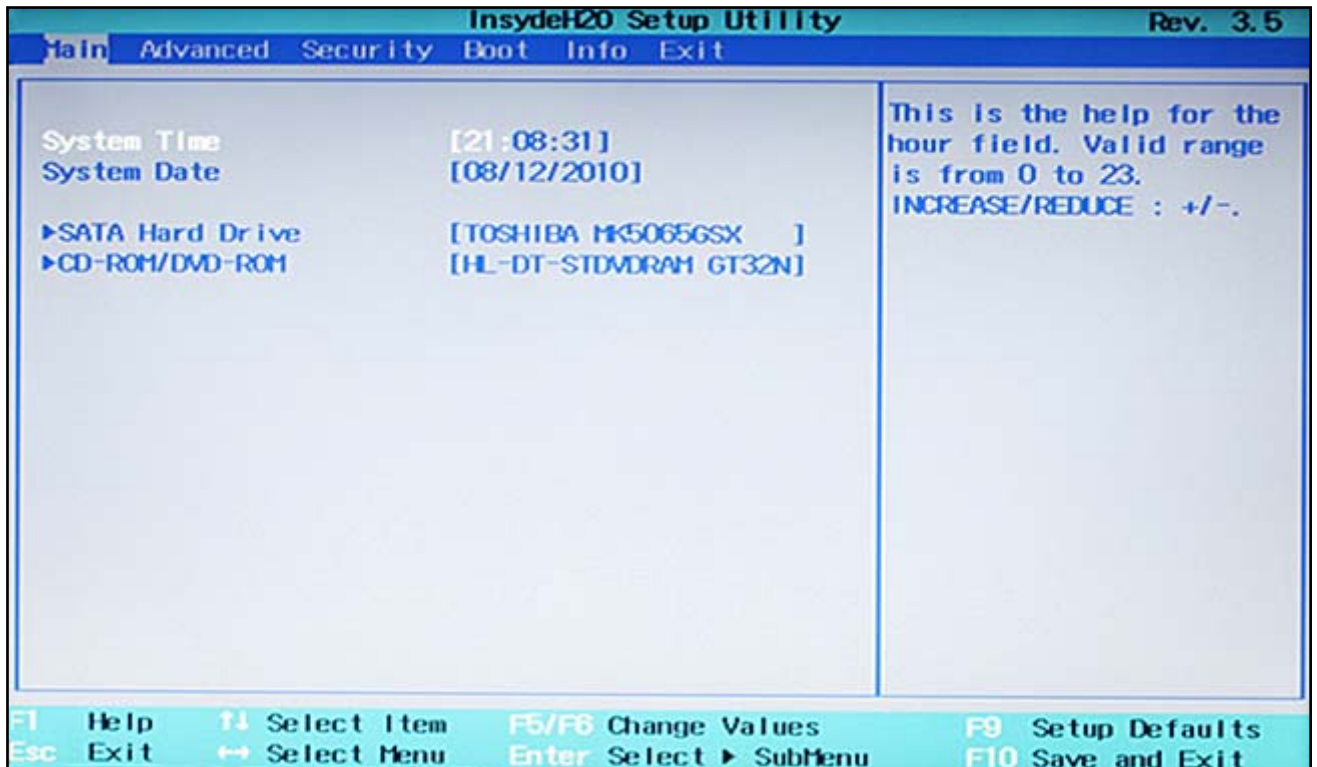 InsydeH2O Setup Utility Rev. 3.5
Main Advanced Security Boot Info Exit
System Time [21:08:31]
System Date [08/12/2010]
▶SATA Hard Drive [TOSHIBA MK5065GSX ]
▶CD-ROM/DVD-ROM [HL-DT-STDVDRAM GT32N]
This is the help for the
hour field. Valid range
is from 0 to 23.
INCREASE/REDUCE : +/-.
F1 Help ↑↓ Select Item F5/F6 Change Values F9 Setup Defaults
Esc Exit ↔ Select Menu Enter Select ▶ SubMenu F10 Save and Exit